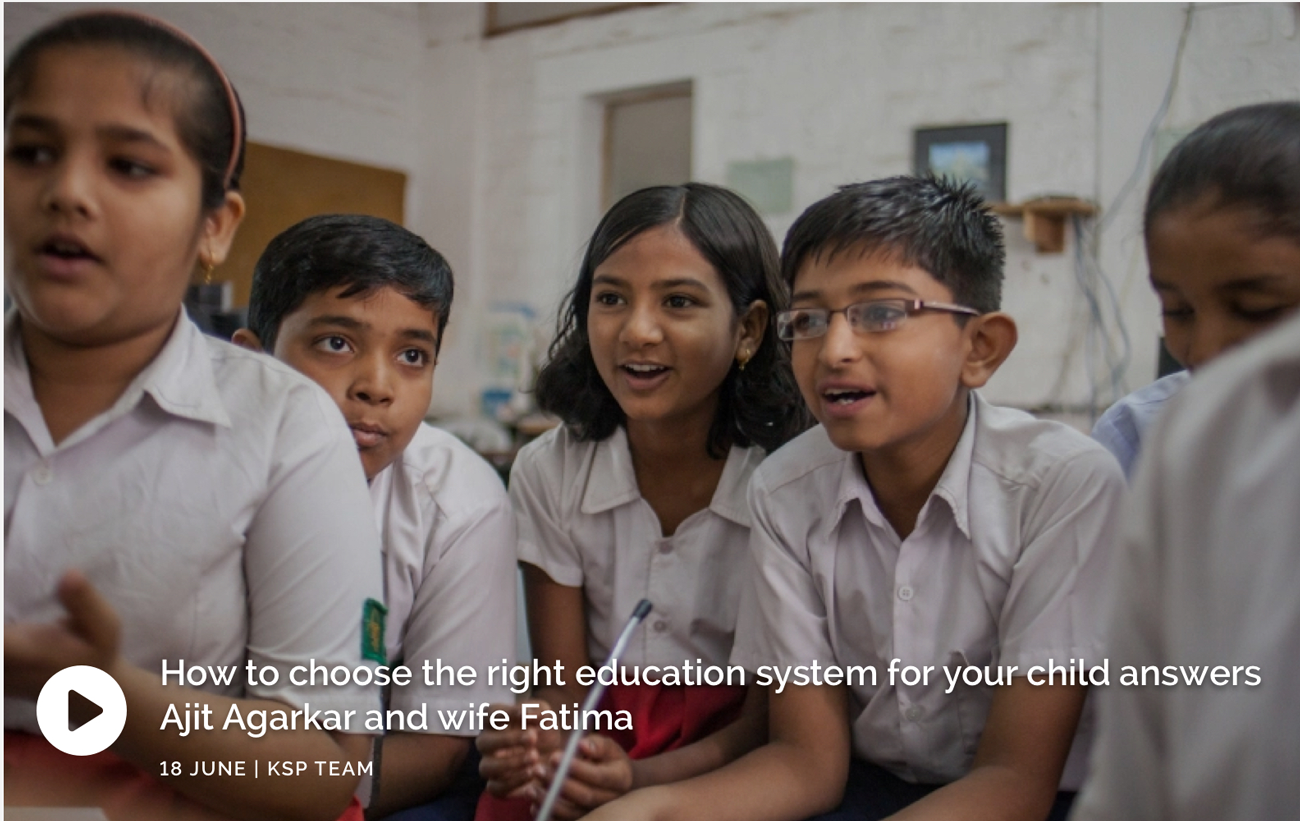 How to choose the right education system for your child answers
Ajit Agarkar and wife Fatima
18 JUNE | KSP TEAM